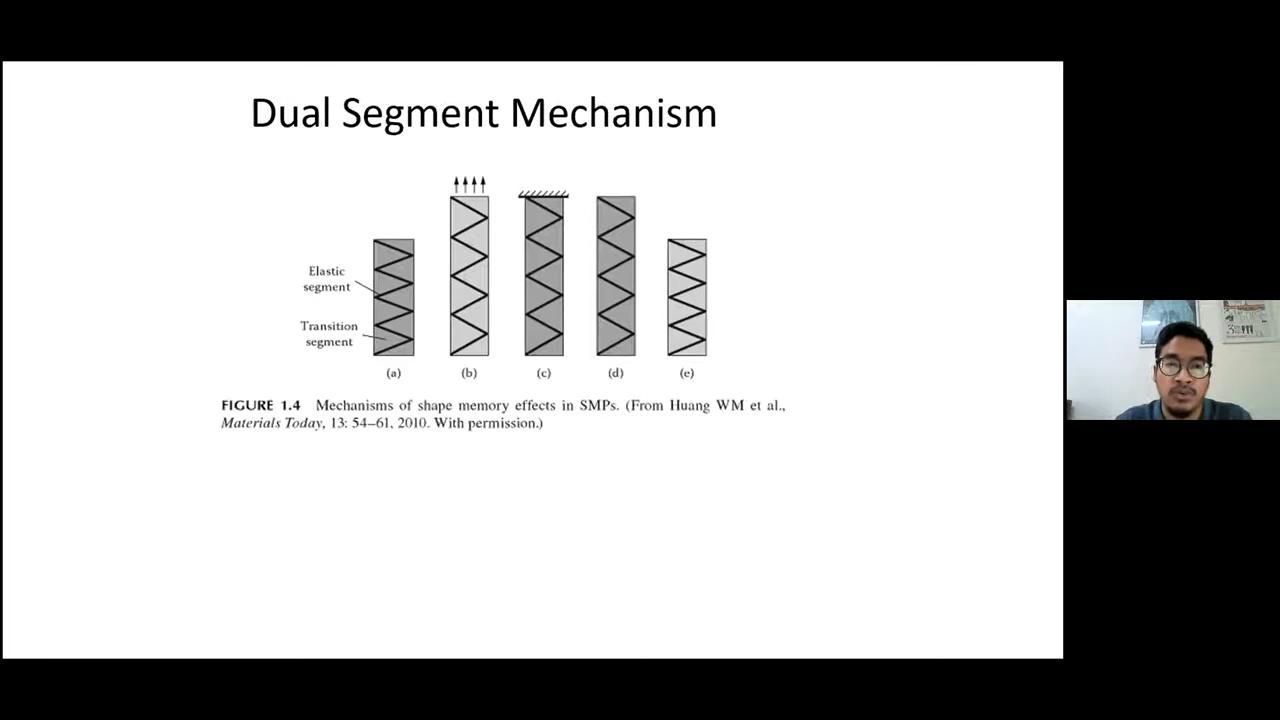 Dual Segment Mechanism
Elastic
segment
Transition
segment
(a)
(b)
(c)
(d)
(e)
FIGURE 1.4 Mechanisms of shape memory effects in SMPs. (From Huang WM et al.,
Materials Today, 13: 54–61, 2010. With permission.)